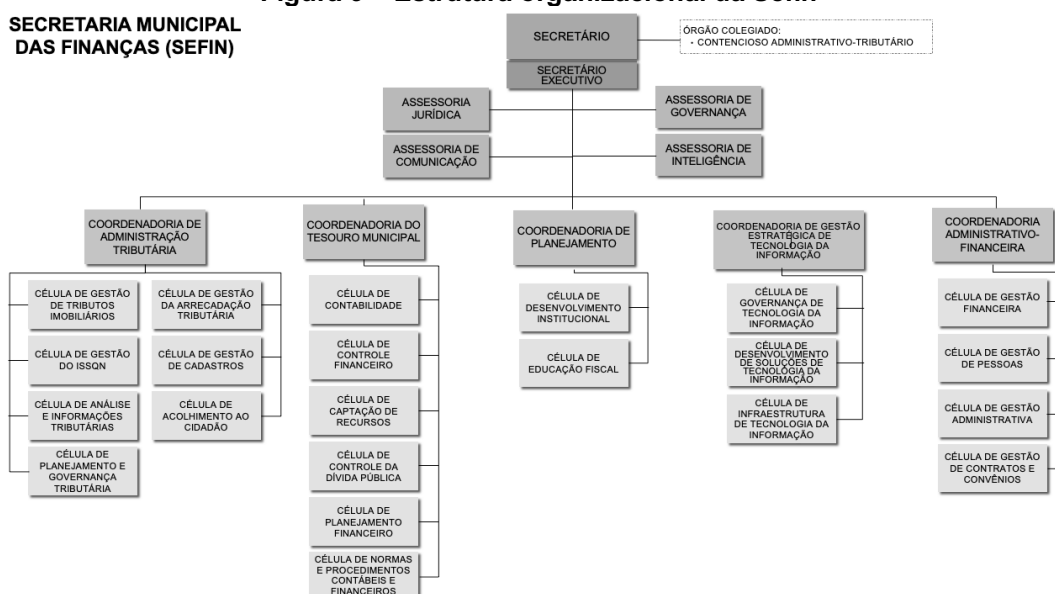 SECRETARIA MUNICIPAL
DAS FINANÇAS (SEFIN)
SECRETÁRIO
ÓRGÃO COLEGIADO:
• CONTENCIOSO ADMINISTRATIVO-TRIBUTÁRIO
SECRETÁRIO
EXECUTIVO
ASSESSORIA
JURÍDICA
ASSESSORIA DE
GOVERNANÇA
ASSESSORIA DE
COMUNICAÇÃO
ASSESSORIA DE
INTELIGÊNCIA
COORDENADORIA DE
ADMINISTRAÇÃO
TRIBUTÁRIA
CÉLULA DE GESTÃO
DE TRIBUTOS
IMOBILIÁRIOS
CÉLULA DE GESTÃO
DA ARRECADAÇÃO
TRIBUTÁRIA
CÉLULA DE GESTÃO
DO ISSQN
CÉLULA DE GESTÃO
DE CADASTROS
CÉLULA DE ANÁLISE
E INFORMAÇÕES
TRIBUTÁRIAS
CÉLULA DE
ACOLHIMENTO AO
CIDADÃO
CÉLULA DE
PLANEJAMENTO E
GOVERNANÇA
TRIBUTÁRIA
COORDENADORIA DO
TESOURO MUNICIPAL
CÉLULA DE
CONTABILIDADE
CÉLULA DE
CONTROLE
FINANCEIRO
CÉLULA DE
CAPTAÇÃO DE
RECURSOS
CÉLULA DE
CONTROLE DA
DÍVIDA PÚBLICA
CÉLULA DE
PLANEJAMENTO
FINANCEIRO
CÉLULA DE NORMAS
E PROCEDIMENTOS
CONTÁBEIS E
FINANCEIROS
COORDENADORIA DE
PLANEJAMENTO
CÉLULA DE
DESENVOLVIMENTO
INSTITUCIONAL
CÉLULA DE
EDUCAÇÃO FISCAL
COORDENADORIA DE GESTÃO
ESTRATÉGICA DE
TECNOLOGIA DA
INFORMAÇÃO
CÉLULA DE
GOVERNANÇA DE
TECNOLOGIA DA
INFORMAÇÃO
CÉLULA DE
DESENVOLVIMENTO
DE SOLUÇÕES DE
TECNOLOGIA DA
INFORMAÇÃO
CÉLULA DE
INFRAESTRUTURA
DE TECNOLOGIA DA
INFORMAÇÃO
COORDENADORIA
ADMINISTRATIVO-
FINANCEIRA
CÉLULA DE GESTÃO
FINANCEIRA
CÉLULA DE GESTÃO
DE PESSOAS
CÉLULA DE GESTÃO
ADMINISTRATIVA
CÉLULA DE GESTÃO
DE CONTRATOS E
CONVÊNIOS